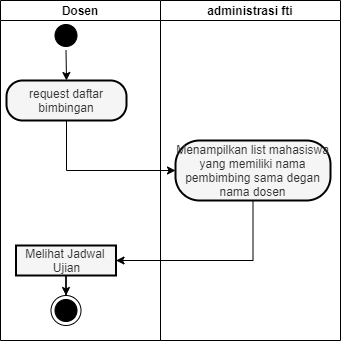 Dosen
administrasi fti
request daftar
bimbingan
Menampilkan list mahasiswa
yang memiliki nama
pembimbing sama degan
nama dosen
Melihat Jadwal
Ujian